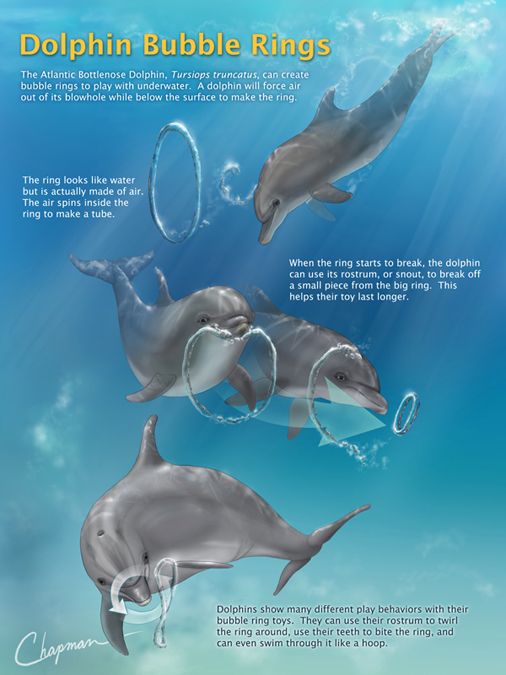 Dolphin Bubble Rings
The Atlantic Bottlenose Dolphin, Tursiops truncatus, can create
bubble rings to play with underwater. A dolphin will force air
out of its blowhole while below the surface to make the ring.
The ring looks like water
but is actually made of air.
The air spins inside the
ring to make a tube.
When the ring starts to break, the dolphin
can use its rostrum, or snout, to break off
a small piece from the big ring. This
helps their toy last longer.
Dolphins show many different play behaviors with their
bubble ring toys. They can use their rostrum to twirl
the ring around, use their teeth to bite the ring, and
can even swim through it like a hoop.
Chapman